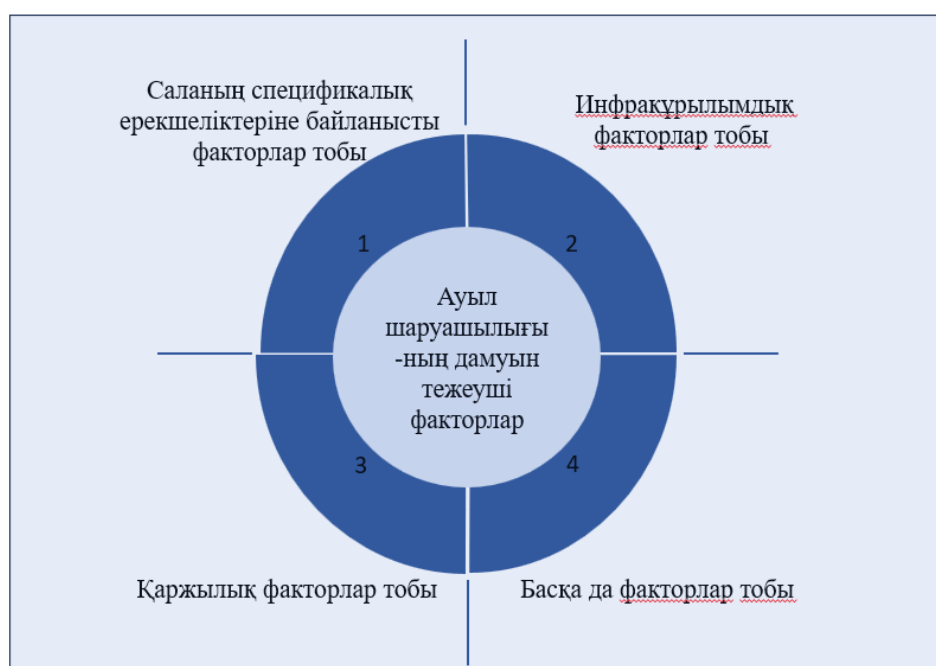 Саланың спецификалық
ерекшеліктеріне байланысты
факторлар тобы
Инфрақұрылымдық
факторлар тобы
1
2
Ауыл
шаруашылығы
-ның дамуын
тежеуші
факторлар
3
4
Қаржылық факторлар тобы
Басқа да факторлар тобы